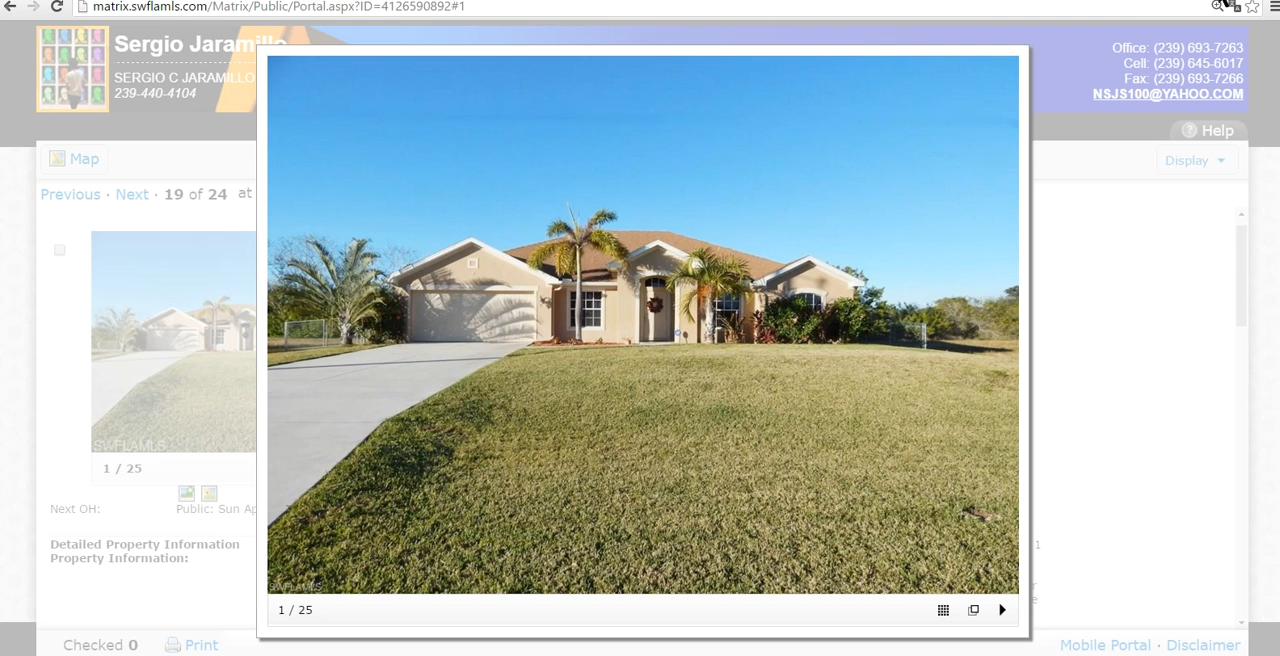 matrix.swflamls.com/Matrix/Public/Portal.aspx?ID=4126590892#1
Sergio Jaramillo
SERGIO C JARAMILLO
239-440-4104
Office: (239) 693-7263
Cell: (239) 645-6017
Fax: (239) 693-7266
NSJS100@YAHOO.COM
Help
Map
Display
Previous · Next · 19 of 24 at
SWFLAMLS
1 / 25
Next OH:
Public: Sun Ap
Detailed Property Information
Property Information:
1
SWFLAMLS
1 / 25
Checked 0
Print
Mobile Portal · Disclaimer